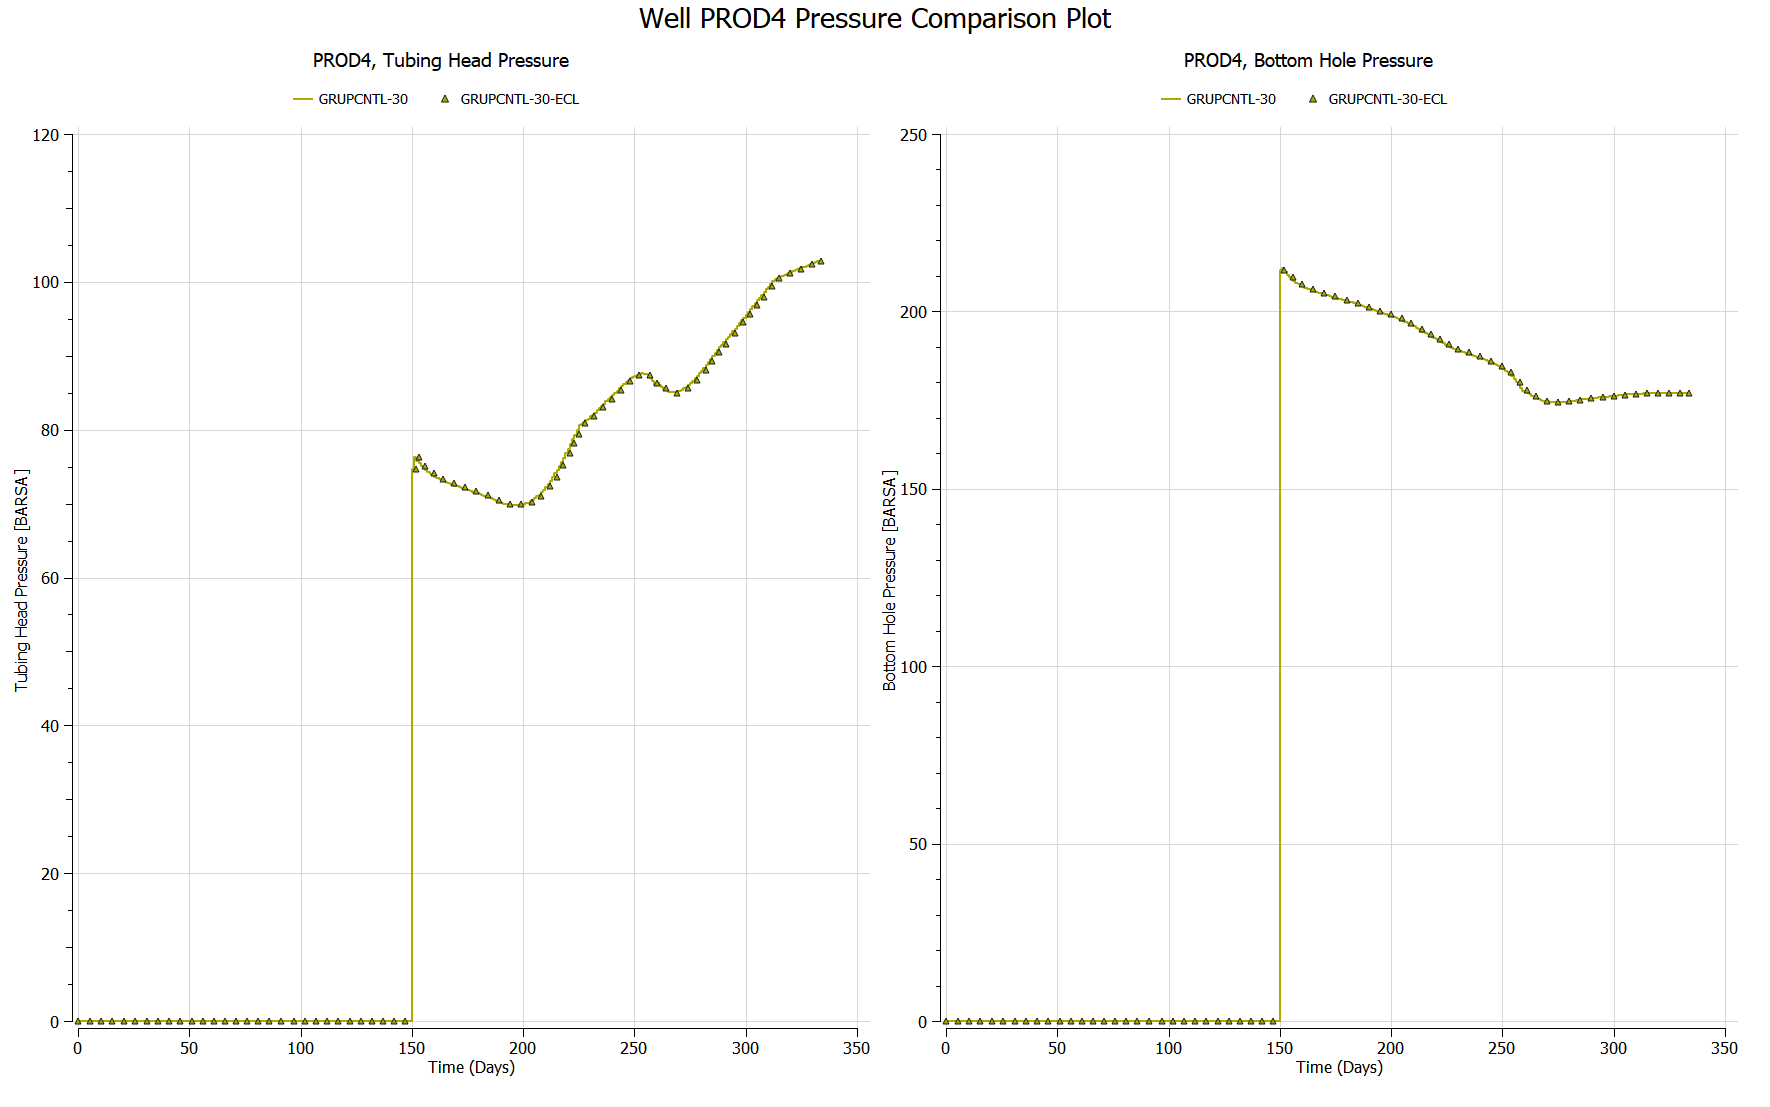 Well PROD4 Pressure Comparison Plot
PROD4, Tubing Head Pressure
GRUPCNTL-30
GRUPCNTL-30-ECL
120
100
80
60
40
20
0
Tubing Head Pressure [BARSA]
0
50
100
150
200
250
300
350
Time (Days)
PROD4, Bottom Hole Pressure
GRUPCNTL-30
GRUPCNTL-30-ECL
250
200
150
100
50
0
Bottom Hole Pressure [BARSA]
0
50
100
150
200
250
300
350
Time (Days)